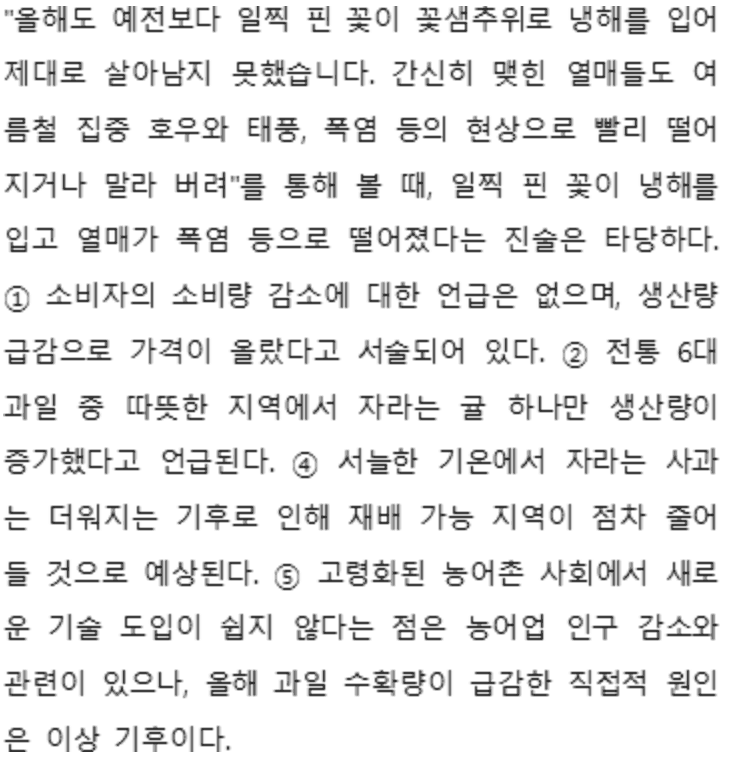 "올해도 예전보다 일찍 핀 꽃이 꽃샘추위로 냉해를 입어
제대로 살아남지 못했습니다. 간신히 맺힌 열매들도 여
름철 집중 호우와 태풍, 폭염 등의 현상으로 빨리 떨어
지거나 말라 버려"를 통해 볼 때, 일찍 핀 꽃이 냉해를
입고 열매가 폭염 등으로 떨어졌다는 진술은 타당하다.
① 소비자의 소비량 감소에 대한 언급은 없으며, 생산량
급감으로 가격이 올랐다고 서술되어 있다. ② 전통 6대
과일 중 따뜻한 지역에서 자라는 귤 하나만 생산량이
증가했다고 언급된다. ④ 서늘한 기온에서 자라는 사과
는 더워지는 기후로 인해 재배 가능 지역이 점차 줄어
들 것으로 예상된다. ⑤ 고령화된 농어촌 사회에서 새로
운 기술 도입이 쉽지 않다는 점은 농어업 인구 감소와
관련이 있으나, 올해 과일 수확량이 급감한 직접적 원인
은 이상 기후이다.